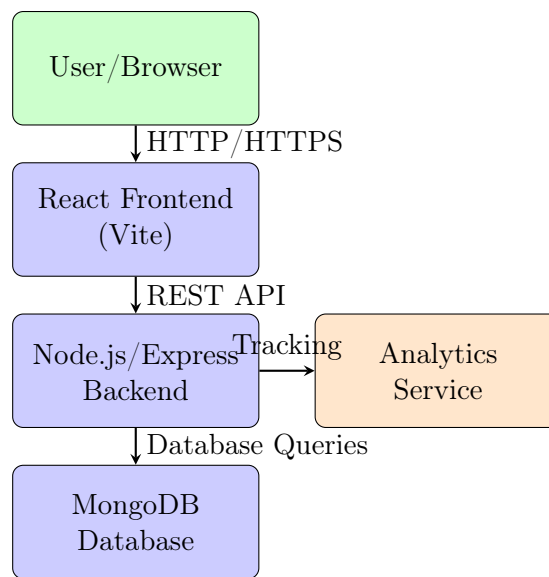 User/Browser
HTTP/HTTPS
React Frontend
(Vite)
REST API
Node.js/Express
Backend
Tracking
Analytics
Service
Database Queries
MongoDB
Database